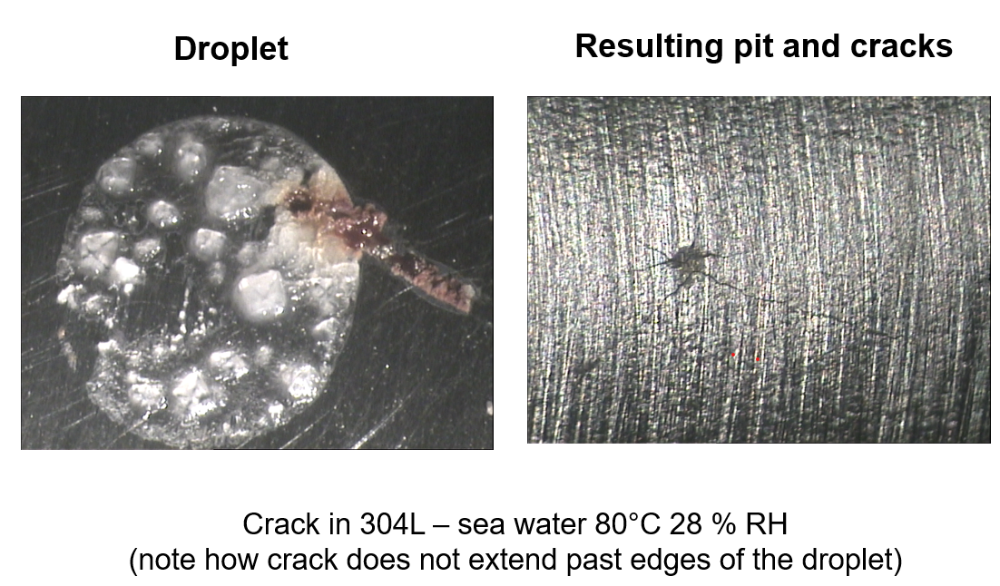 Droplet
Resulting pit and cracks
Crack in 304L – sea water 80°C 28 % RH
(note how crack does not extend past edges of the droplet)